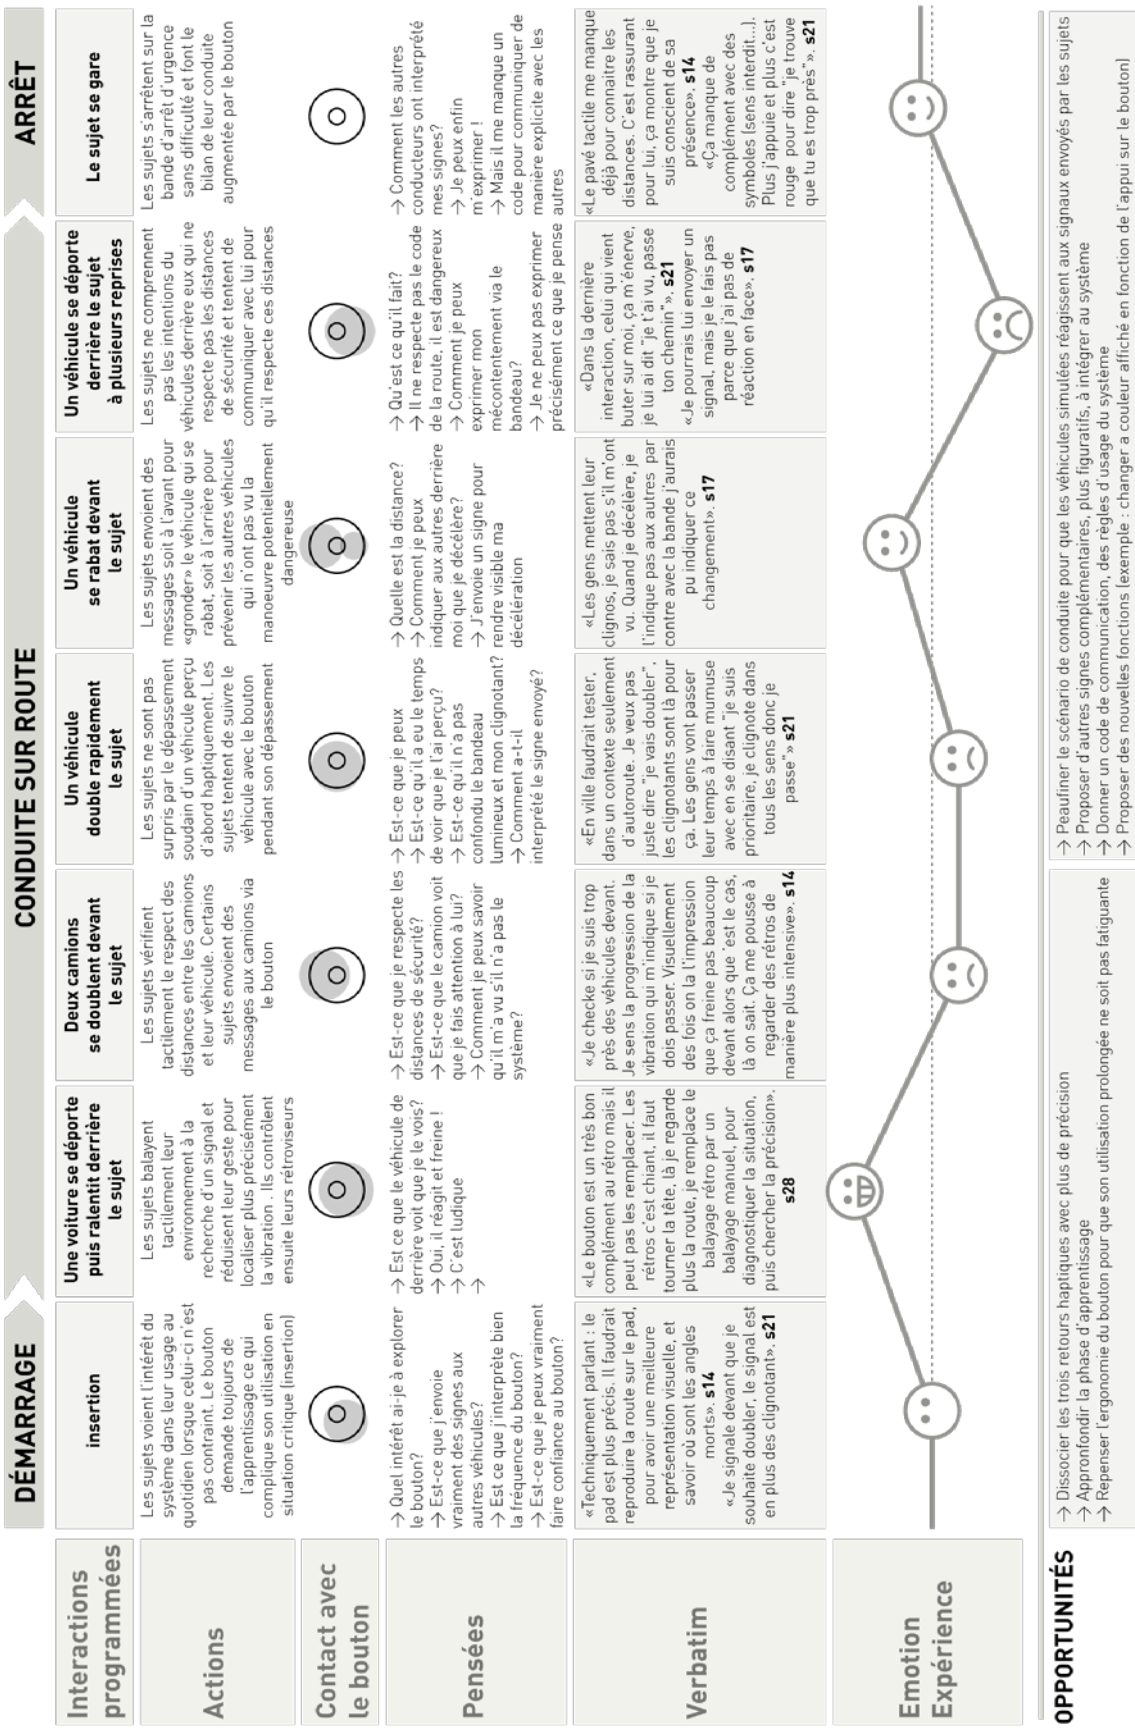 DÉMARRAGE
CONDUITE SUR ROUTE
ARRÊT
Interactions
programmées
insertion
Une voiture se déporte
puis ralentit derrière
le sujet
Deux camions
se doublent devant
le sujet
Un véhicule
double rapidement
le sujet
Un véhicule
se rabat devant
le sujet
Un véhicule se déporte
derrière le sujet
à plusieurs reprises
Le sujet se gare
Actions
Les sujets voient l'intérêt du
système dans leur usage au
quotidien lorsque celui-ci n'est
pas contraint. Le bouton
demande toujours de
l'apprentissage ce qui
complique son utilisation en
situation critique (insertion)
Les sujets balayent
tactilement leur
environnement à la
recherche d'un signal et
réduisent leur geste pour
localiser plus précisément
la vibration . Ils contrôlent
ensuite leurs rétroviseurs
Les sujets vérifient
tactilement le respect des
distances entre les camions
et leur véhicule. Certains
sujets envoient des
messages aux camions via
le bouton
Les sujets ne sont pas
surpris par le dépassement
soudain d'un véhicule perçu
d'abord haptiquement. Les
sujets tentent de suivre le
véhicule avec le bouton
pendant son dépassement
Les sujets envoient des
messages soit à l'avant pour
«gronder» le véhicule qui se
rabat, soit à l'arrière pour
prévenir les autres véhicules
qui n'ont pas vu la
manoeuvre potentiellement
dangereuse
Les sujets ne comprennent
pas les intentions du
véhicules derrière eux qui ne
respecte pas les distances
de sécurité et tentent de
communiquer avec lui pour
qu'il respecte ces distances
Les sujets s'arrêtent sur la
bande d'arrêt d'urgence
sans difficulté et font le
bilan de leur conduite
augmentée par le bouton
Contact avec
le bouton
Pensées
→ Quel intérêt ai-je à explorer
le bouton?
→ Est-ce que j'envoie
vraiment des signes aux
autres véhicules?
→ Est ce que j'interprète bien
la fréquence du bouton?
→ Est-ce que je peux vraiment
faire confiance au bouton?
→ Est ce que le véhicule de
derrière voit que je le vois?
→ Oui, il réagit et freine !
→ C'est ludique
→
→ Est-ce que je respecte les
distances de sécurité?
→ Est-ce que le camion voit
que je fais attention à lui?
→ Comment je peux savoir
qu'il m'a vu s'il n'a pas le
système?
→ Est-ce que je peux
→ Est-ce qu'il a eu le temps
de voir que je l'ai perçu?
→ Est-ce qu'il n'a pas
confondu le bandeau
lumineux et mon clignotant?
→ Comment a-t-il
interprété le signe envoyé?
→ Quelle est la distance?
→ Comment je peux
indiquer aux autres derrière
moi que je décélère?
→ J'envoie un signe pour
rendre visible ma
décélération
→ Qu'est ce qu'il fait?
→ Il ne respecte pas le code
de la route, il est dangereux
→ Comment je peux
exprimer mon
mécontentement via le
bandeau?
→ Je ne peux pas exprimer
précisément ce que je pense
→ Comment les autres
conducteurs ont interprété
mes signes?
→ Je peux enfin
m'exprimer !
→ Mais il me manque un
code pour communiquer de
manière explicite avec les
autres
Verbatim
«Techniquement parlant : le
pad est plus précis. Il faudrait
reproduire la route sur le pad,
pour avoir une meilleure
représentation visuelle, et
savoir où sont les angles
morts». s14
«Je signale devant que je
souhaite doubler, le signal est
en plus des clignotant». s21
«Le bouton est un très bon
complément au rétro mais il
peut pas les remplacer. Les
rétros c'est chiant, il faut
tourner la tête, là je regarde
plus la route, je remplace le
balayage rétro par un
balayage manuel, pour
diagnostiquer la situation,
puis chercher la précision».
s28
«Je checke si je suis trop
près des véhicules devant.
Je sens la progression de la
vibration qui m'indique si je
dois passer. Visuellement
des fois on la l'impression
que ça freine pas beaucoup
devant alors que 'est le cas,
là on sait. Ça me pousse à
regarder des rétros de
manière plus intensive». s14
«En ville faudrait tester,
dans un contexte seulement
d'autoroute. Je veux pas
juste dire "je vais doubler",
les clignotants sont là pour
ça. Les gens vont passer
leur temps à faire mumuse
avec en se disant "je suis
prioritaire, je clignote dans
tous les sens donc je
passe"» s21
«Les gens mettent leur
clignos, je sais pas s'il m'ont
vu. Quand je décélère, je
l'indique pas aux autres par
contre avec la bande j'aurais
pu indiquer ce
changement». s17
«Dans la dernière
interaction, celui qui vient
buter sur moi, ça m'énerve,
je lui ai dit "je t'ai vu, passe
ton chemin"». s21
«Je pourrais lui envoyer un
signal, mais je le fais pas
parce que j'ai pas de
réaction en face». s17
«Le pavé tactile me manque
déjà pour connaitre les
distances. C'est rassurant
pour lui, ça montre que je
suis conscient de sa
présence». s14
«Ça manque de
complément avec des
symboles (sens interdit...).
Plus j'appuie et plus c'est
rouge pour dire "je trouve
que tu es trop près"». s21
Emotion
Expérience
OPPORTUNITÉS
→ Dissocier les trois retours haptiques avec plus de précision
→ Appronfondir la phase d'apprentissage
→ Repenser l'ergonomie du bouton pour que son utilisation prolongée ne soit pas fatiguante
→ Peaufiner le scénario de conduite pour que les véhicules simulées réagissent aux signaux envoyés par les sujets
→ Proposer d'autres signes complémentaires, plus figuratifs, à intégrer au système
→ Donner un code de communication, des règles d'usage du système
→ Proposer des nouvelles fonctions (exemple : changer a couleur affiché en fonction de l'appui sur le bouton)